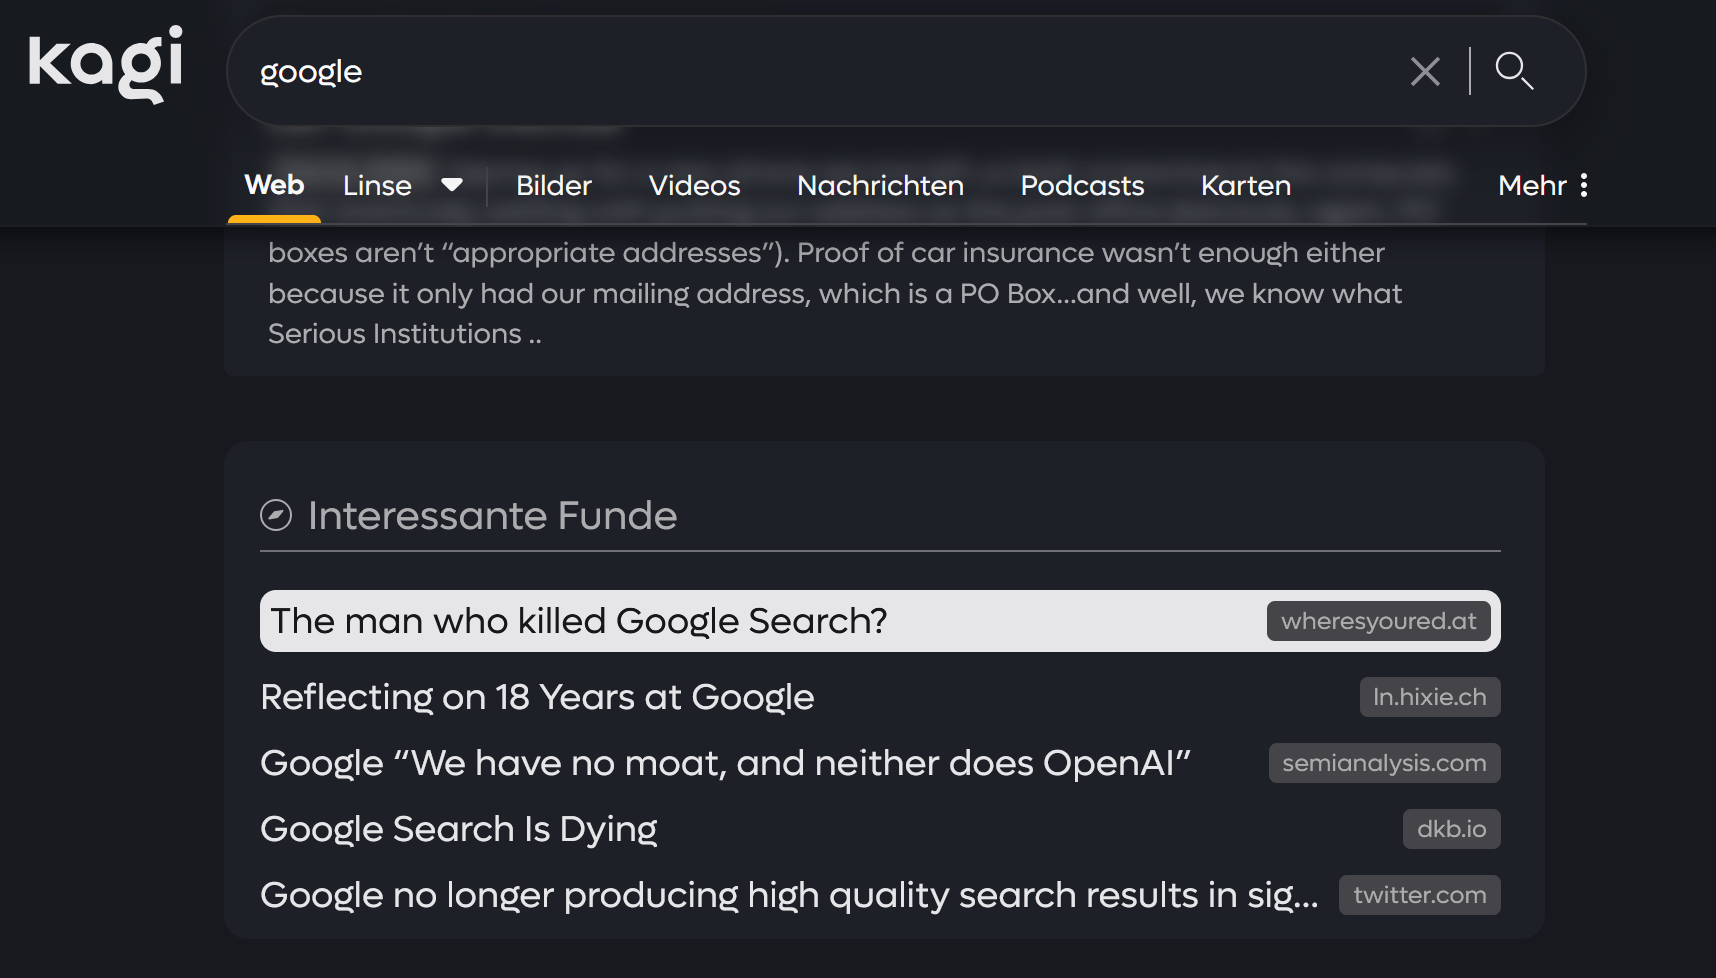 kagi
google
Web Linse Bilder Videos Nachrichten Podcasts Karten Mehr
boxes aren’t “appropriate addresses”). Proof of car insurance wasn’t enough either
because it only had our mailing address, which is a PO Box...and well, we know what
Serious Institutions ..
Interessante Funde
The man who killed Google Search? wheresyoured.at
Reflecting on 18 Years at Google ln.hixie.ch
Google “We have no moat, and neither does OpenAI” semianalysis.com
Google Search Is Dying dkb.io
Google no longer producing high quality search results in sig... twitter.com